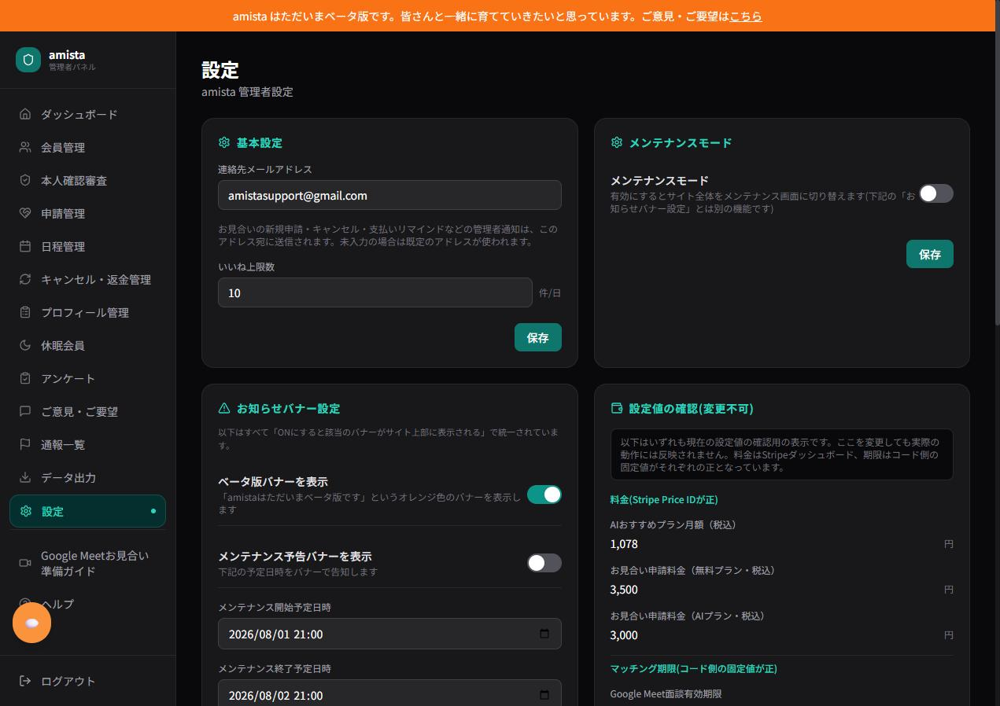 amista はただいまベータ版です。皆さんと一緒に育てていきたいと思っています。ご意見・ご要望はこちら
amista
管理者パネル
ダッシュボード
会員管理
本人確認審査
申請管理
日程管理
キャンセル・返金管理
プロフィール管理
休眠会員
アンケート
ご意見・ご要望
通報一覧
データ出力
設定
Google Meetお見合い
準備ガイド
ヘルプ
ログアウト
設定
amista 管理者設定
基本設定
連絡先メールアドレス
amistasupport@gmail.com
お見合いの新規申請・キャンセル・支払いリマインドなどの管理者通知は、この
アドレス宛に送信されます。未入力の場合は既定のアドレスが使われます。
いいね上限数
10
件/日
保存
メンテナンスモード
メンテナンスモード
有効にするとサイト全体をメンテナンス画面に切り替えます(下記の「お
知らせバナー設定」とは別の機能です)
保存
お知らせバナー設定
以下はすべて「ONにすると該当のバナーがサイト上部に表示される」で統一されていま
す。
ベータ版バナーを表示
「amistaはただいまベータ版です」というオレンジ色のバナーを表示し
ます
メンテナンス予告バナーを表示
下記の予定日時をバナーで告知します
メンテナンス開始予定日時
2026/08/01 21:00
メンテナンス終了予定日時
2026/08/02 21:00
設定値の確認(変更不可)
以下はいずれも現在の設定値の確認用の表示です。ここを変更しても実際の
動作には反映されません。料金はStripeダッシュボード、期限はコード側の
固定値がそれぞれの正となっています。
料金(Stripe Price IDが正)
AIおすすめプラン月額（税込）
1,078
円
お見合い申請料金（無料プラン・税込）
3,500
円
お見合い申請料金（AIプラン・税込）
3,000
円
マッチング期限(コード側の固定値が正)
Google Meet面談有効期限